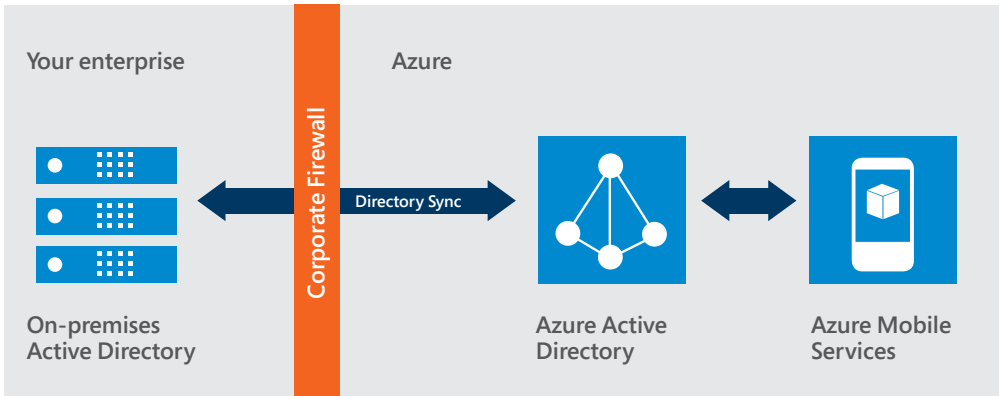 Your enterprise
Azure
Corporate Firewall
Directory Sync
On-premises
Active Directory
Azure Active
Directory
Azure Mobile
Services